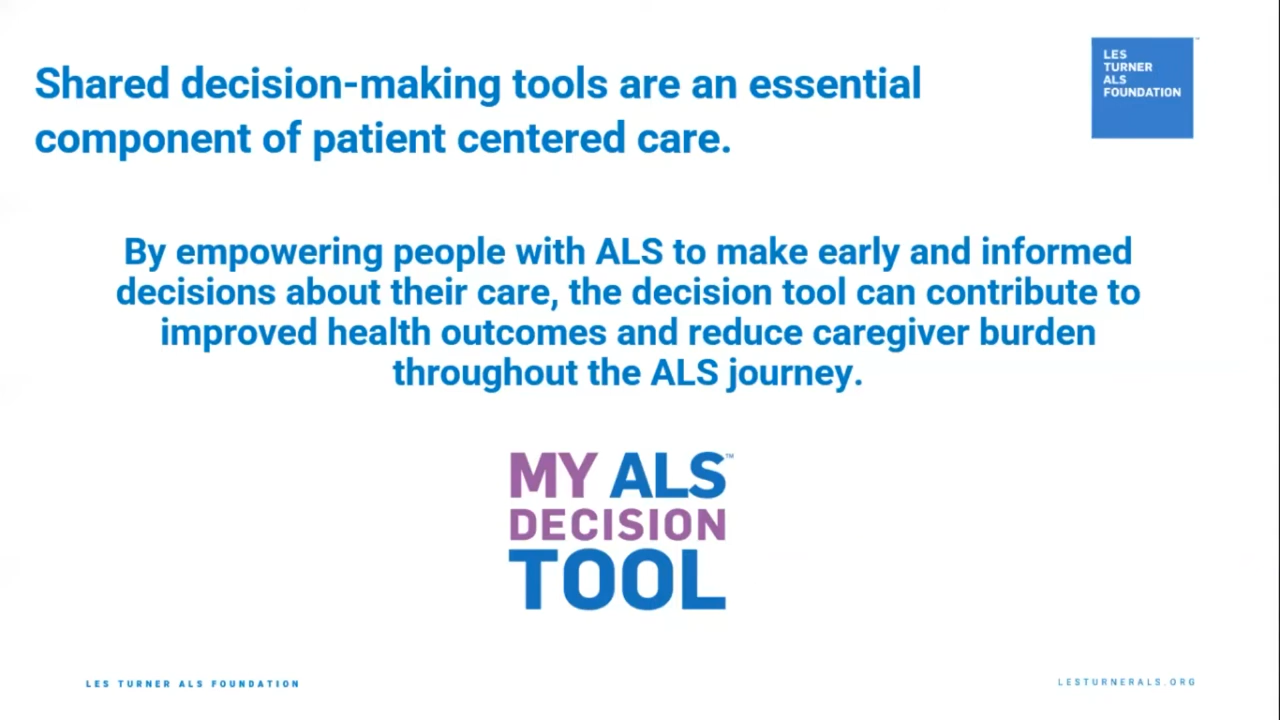 Shared decision-making tools are an essential
component of patient centered care.
LES
TURNER
ALS
FOUNDATION
By empowering people with ALS to make early and informed
decisions about their care, the decision tool can contribute to
improved health outcomes and reduce caregiver burden
throughout the ALS journey.
MY ALS™
DECISION
TOOL
LES TURNER ALS FOUNDATION
LESTURNERALS.ORG